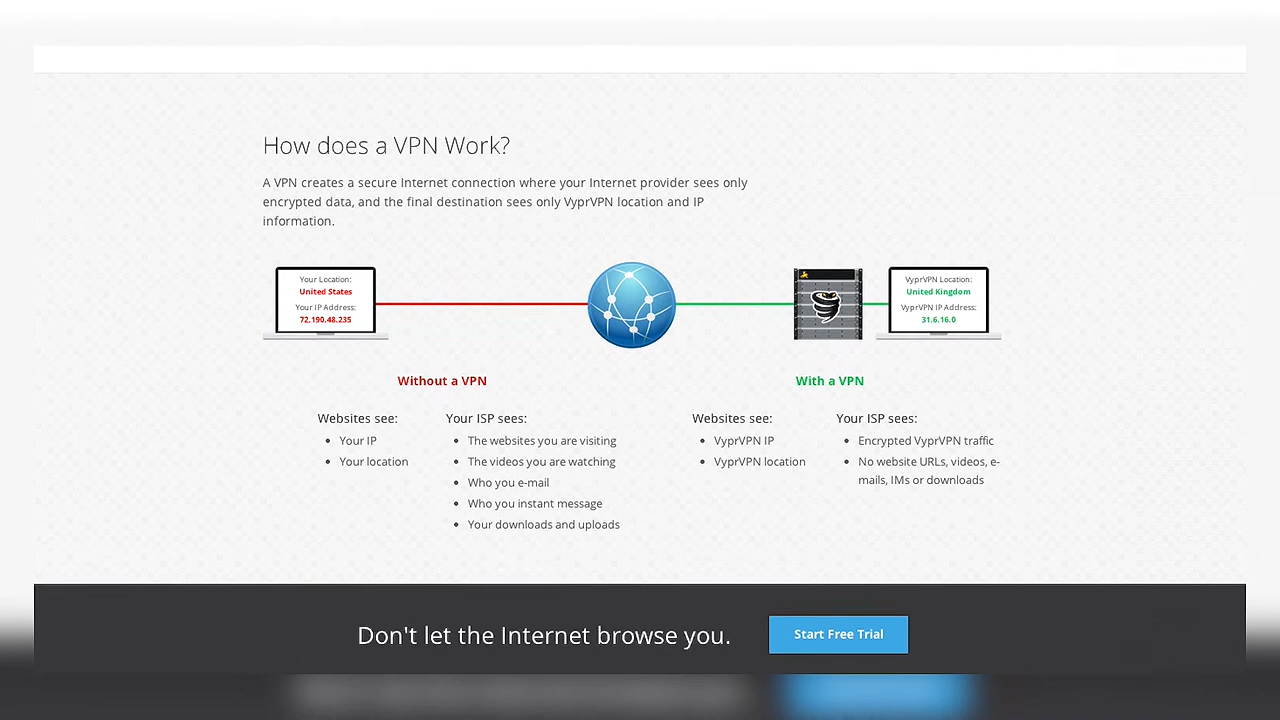 How does a VPN Work?
A VPN creates a secure Internet connection where your Internet provider sees only
encrypted data, and the final destination sees only VyprVPN location and IP
information.
Your Location:
United States
Your IP Address:
72.190.48.235
VyprVPN Location:
United Kingdom
VyprVPN IP Address:
31.6.16.0
Without a VPN
Websites see:
• Your IP
• Your location
Your ISP sees:
• The websites you are visiting
• The videos you are watching
• Who you e-mail
• Who you instant message
• Your downloads and uploads
With a VPN
Websites see:
• VyprVPN IP
• VyprVPN location
Your ISP sees:
• Encrypted VyprVPN traffic
• No website URLs, videos, e-
mails, IMs or downloads
Don't let the Internet browse you.
Start Free Trial